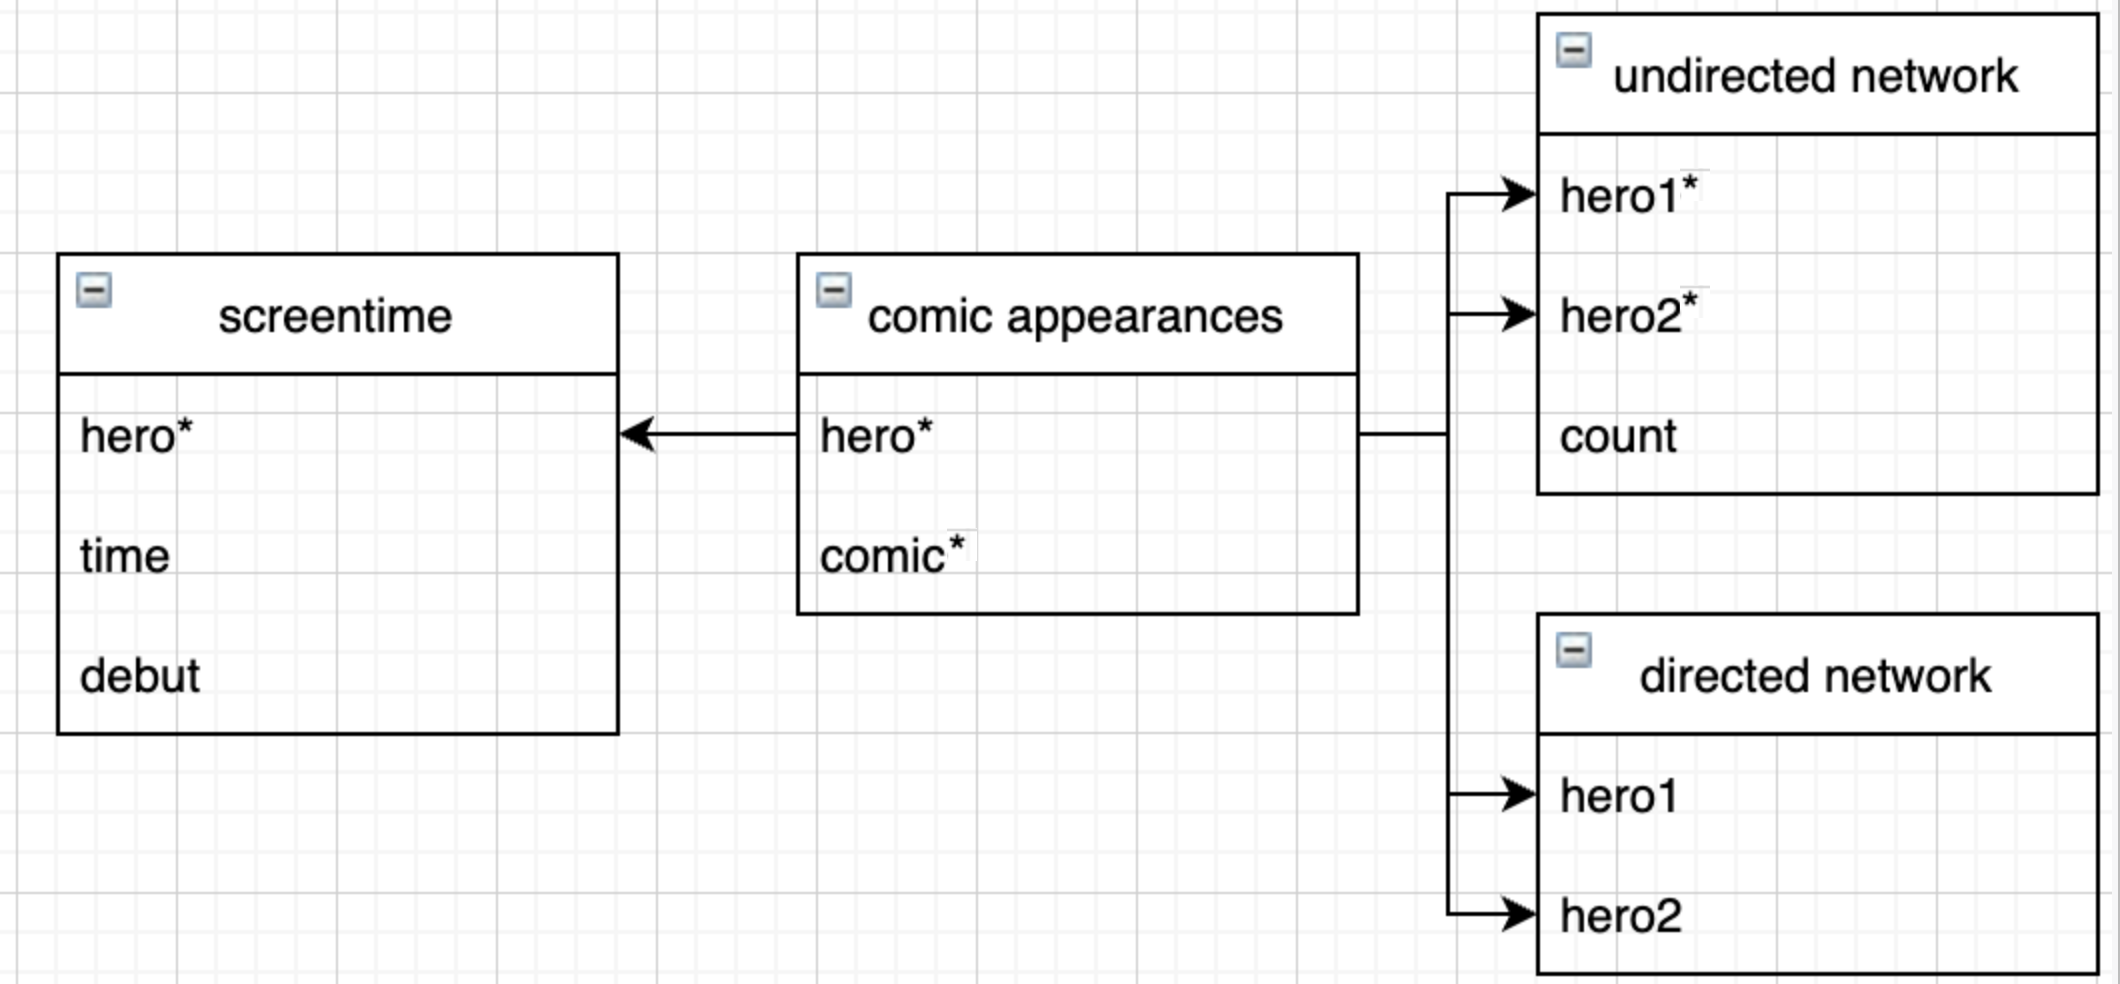 screentime
hero*
time
debut
comic appearances
hero*
comic*
undirected network
hero1*
hero2*
count
directed network
hero1
hero2